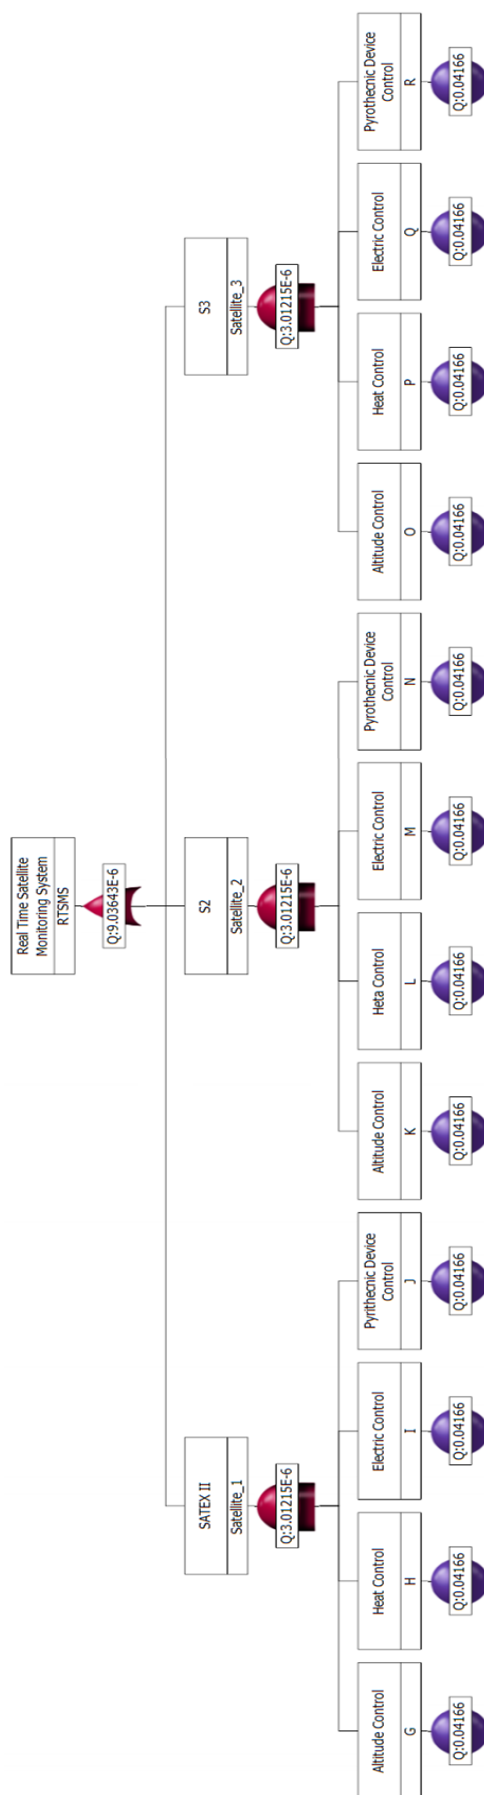 Real Time Satellite
Monitoring System
RTSMS
Q:9.03643E-6
SATEX II
Satellite_1
Q:3.01215E-6
S2
Satellite_2
Q:3.01215E-6
S3
Satellite_3
Q:3.01215E-6
Altitude Control
G
Q:0.04166
Heat Control
H
Q:0.04166
Electric Control
I
Q:0.04166
Pyrithecnic Device
Control
J
Q:0.04166
Altitude Control
K
Q:0.04166
Heta Control
L
Q:0.04166
Electric Control
M
Q:0.04166
Pyrothecnic Device
Control
N
Q:0.04166
Altitude Control
O
Q:0.04166
Heat Control
P
Q:0.04166
Electric Control
Q
Q:0.04166
Pyrothecnic Device
Control
R
Q:0.04166